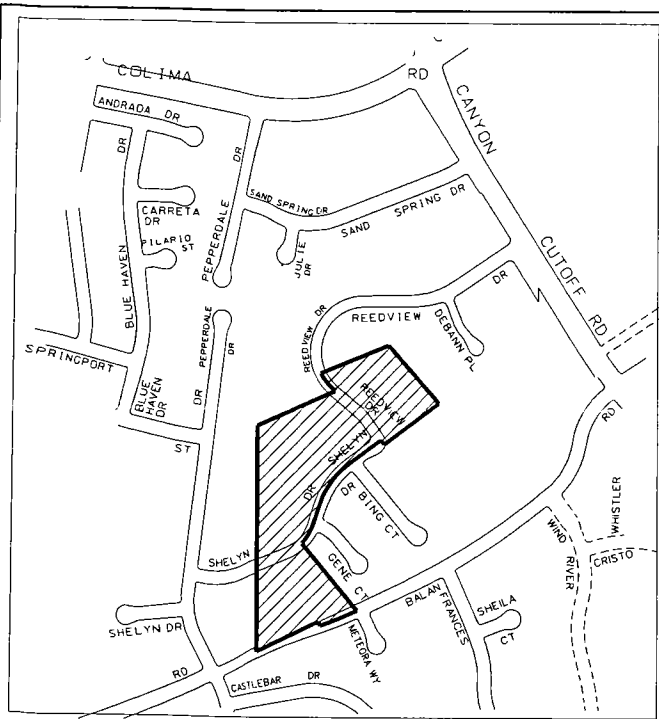 COLIMA
RD
CANYON
CUTOFF RD
ANDRADA DR
DR
BLUE HAVEN
CARRETA
DR
PILARIO
ST
PEPPERDALE
DR
SAND SPRING DR
SAND SPRING DR
JULIE
DR
REEDVIEW DR
REEDVIEW
DR
DEBANN PL
SPRINGPORT
BLUE
HAVEN
DR
DR
ST
PEPPERDALE
DR
REEDVIEW
DR
SHELYN
DR
DR
BING CT
SHELYN
GENE CT
SHELYN DR
RD
CASTLEBAR DR
METEORA WY
BALAN
RD
FRANCES
SHEILA
CT
WIND
RIVER
WHISTLER
CRISTO